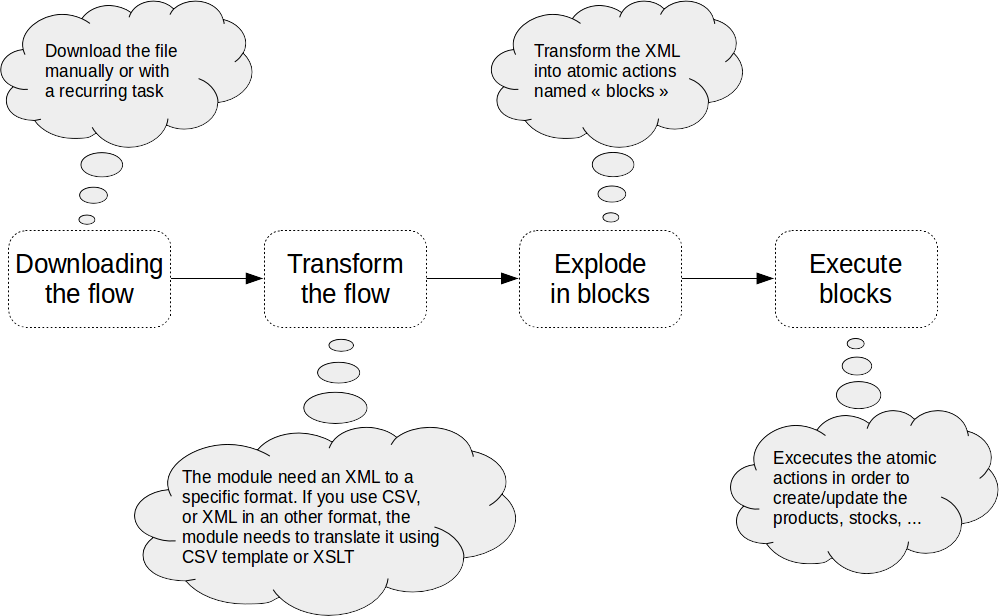 Download the file
manually or with
a recurring task
Transform the XML
into atomic actions
named « blocks »
Downloading
the flow
Transform
the flow
Explode
in blocks
Execute
blocks
The module need an XML to a
specific format. If you use CSV,
or XML in an other format, the
module needs to translate it using
CSV template or XSLT
Excecutes the atomic
actions in order to
create/update the
products, stocks, ...